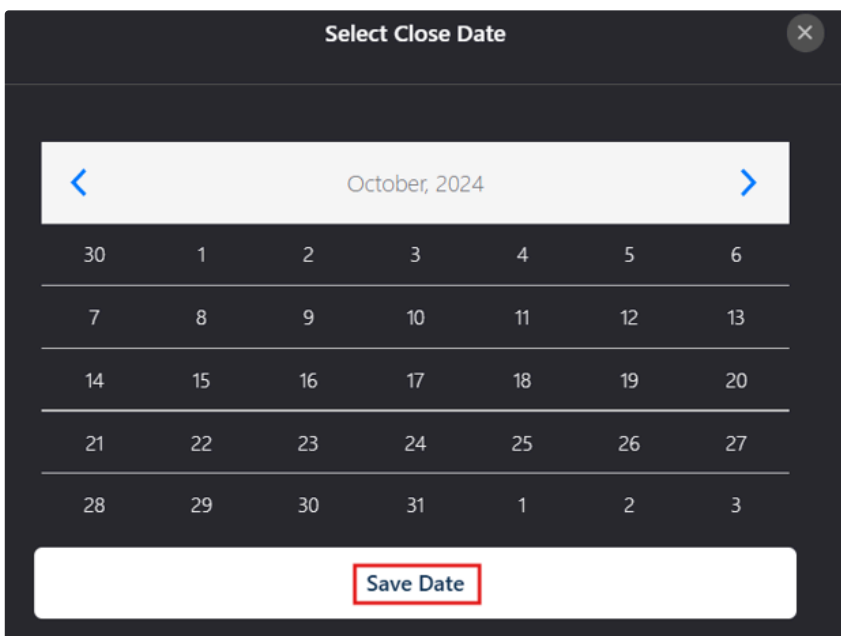 Select Close Date
October, 2024
30 1 2 3 4 5 6
7 8 9 10 11 12 13
14 15 16 17 18 19 20
21 22 23 24 25 26 27
28 29 30 31 1 2 3
Save Date